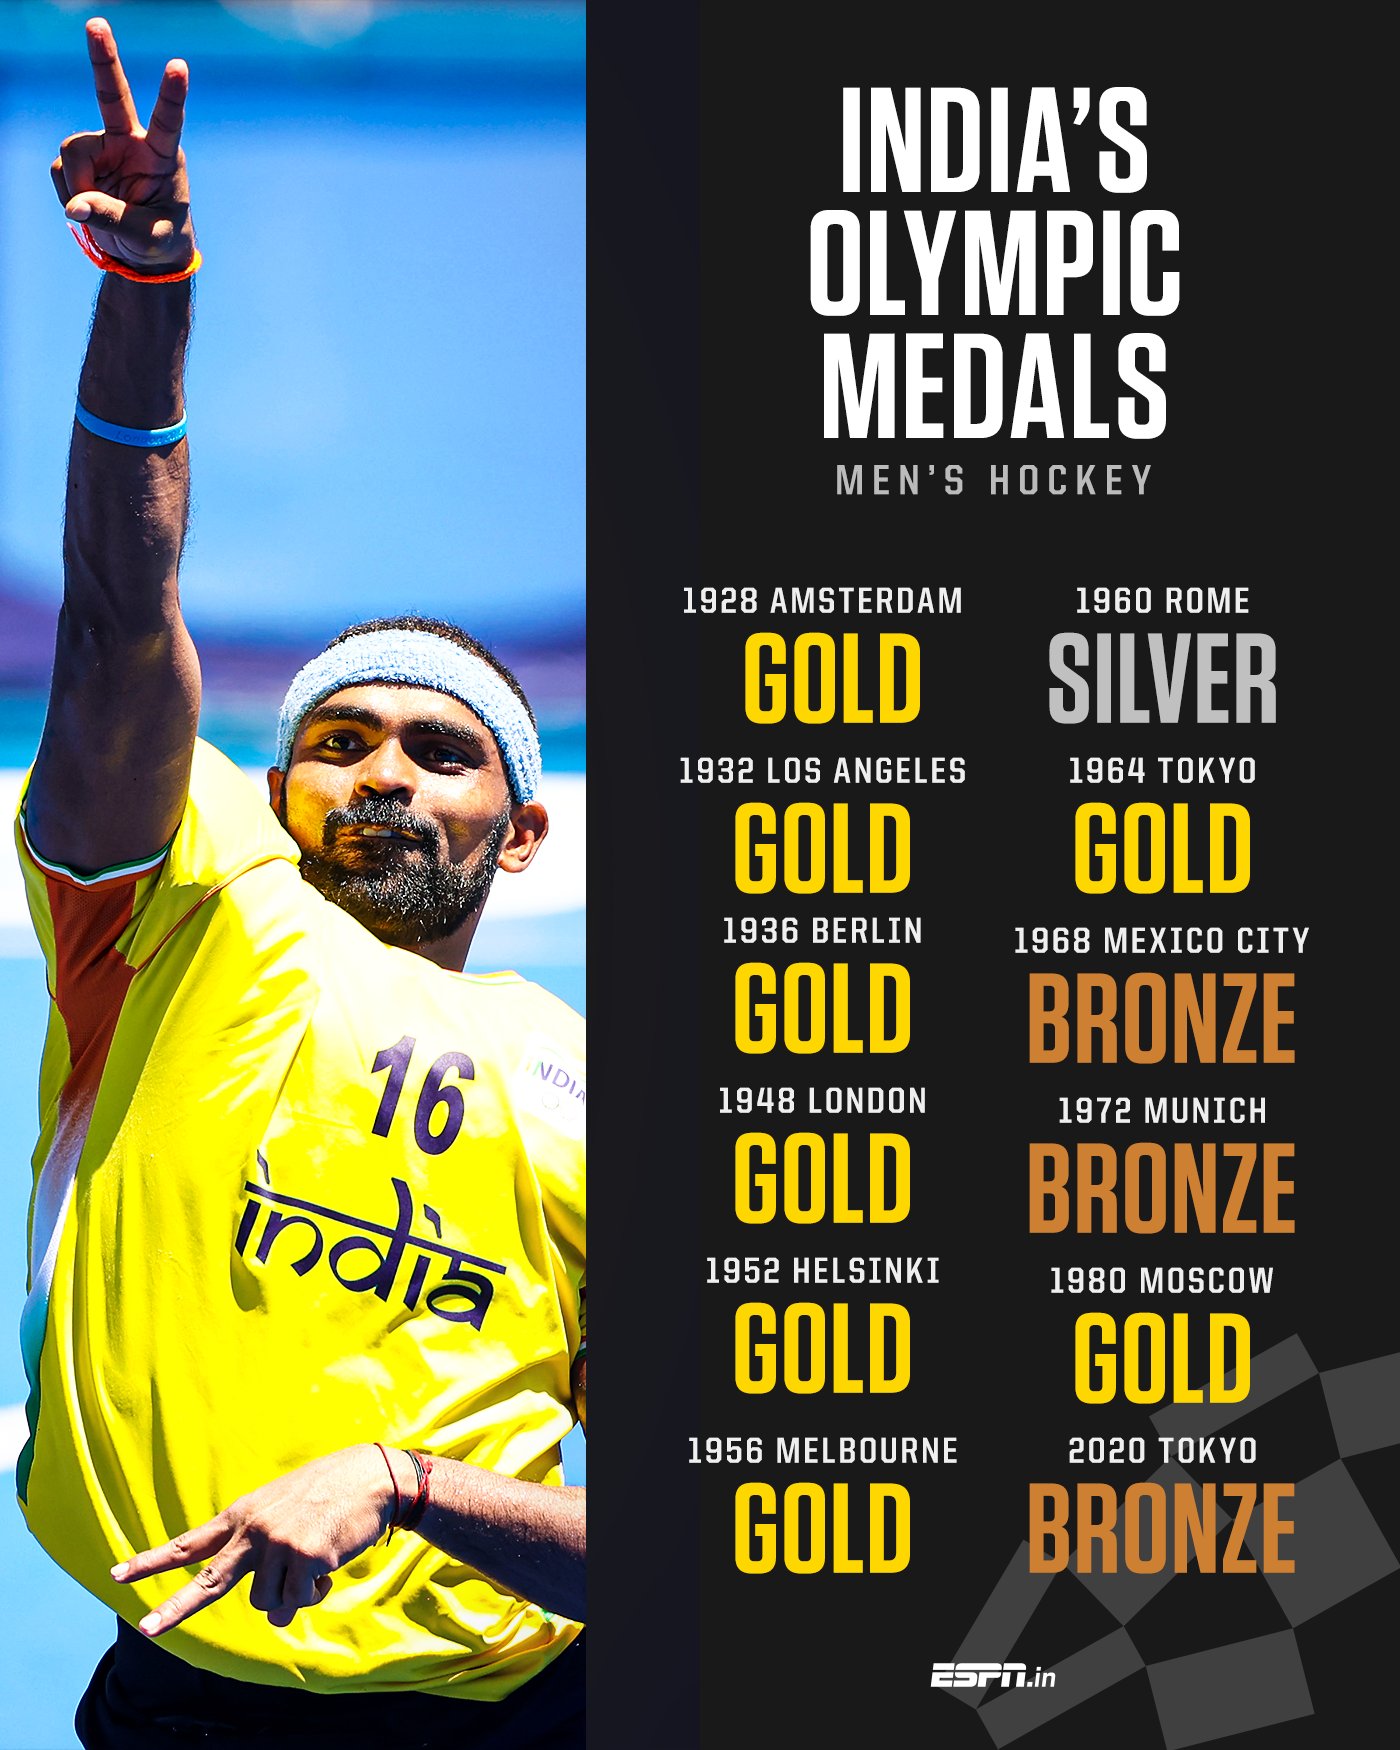 INDIA'S
OLYMPIC
MEDALS
MEN'S HOCKEY
1928 AMSTERDAM
GOLD
1932 LOS ANGELES
GOLD
1936 BERLIN
GOLD
1948 LONDON
GOLD
1952 HELSINKI
GOLD
1956 MELBOURNE
GOLD
1960 ROME
SILVER
1964 TOKYO
GOLD
1968 MEXICO CITY
BRONZE
1972 MUNICH
BRONZE
1980 MOSCOW
GOLD
2020 TOKYO
BRONZE
16
INDIA
india
ESPN.in